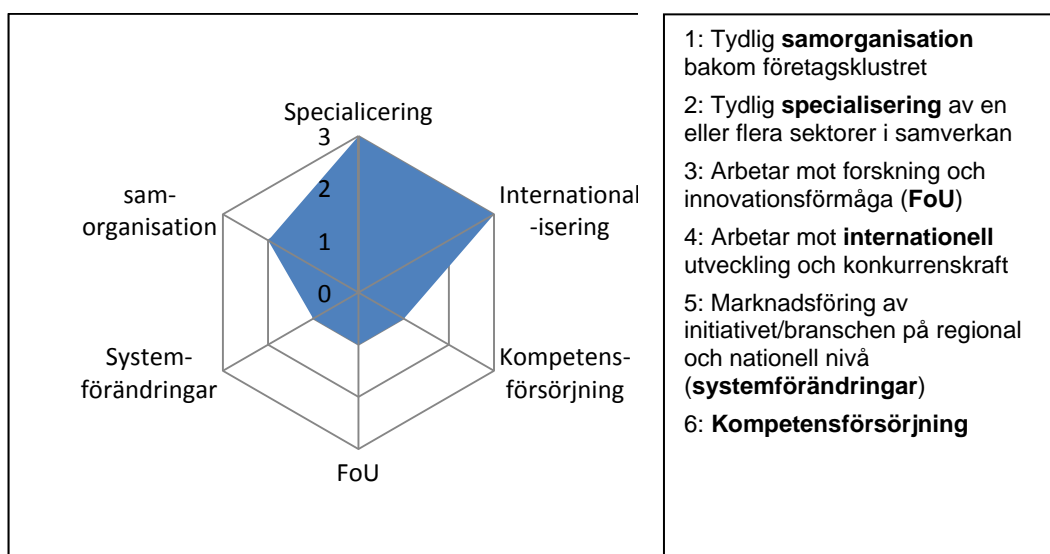 Specialicering
3
2
1
0
International
-isering
Kompetens-
försörjning
FoU
System-
förändringar
sam-
organisation
1: Tydlig samorganisation
bakom företagsklustret
2: Tydlig specialisering av en
eller flera sektorer i samverkan
3: Arbetar mot forskning och
innovationsförmåga (FoU)
4: Arbetar mot internationell
utveckling och konkurrenskraft
5: Marknadsföring av
initiativet/branschen på regional
och nationell nivå
(systemförändringar)
6: Kompetensförsörjning